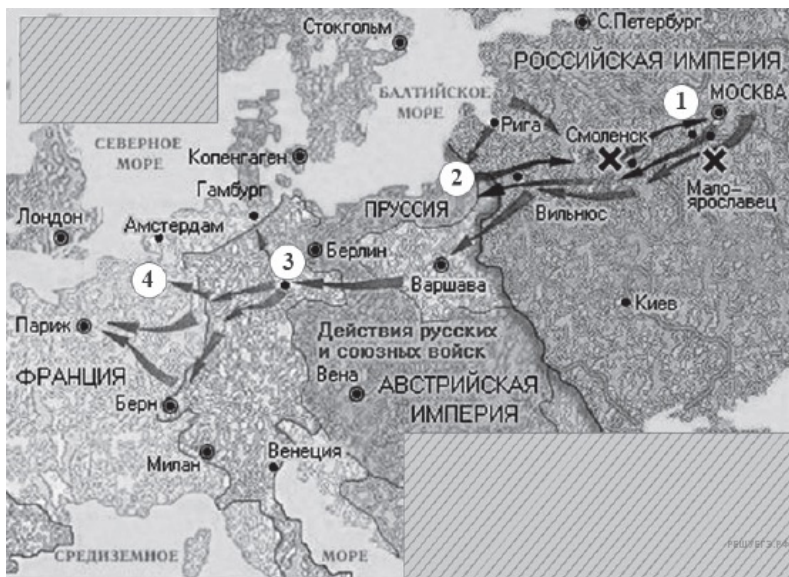 С.Петербург
Стокгольм
РОССИЙСКАЯ ИМПЕРИЯ
1
МОСКВА
БАЛТИЙСКОЕ
МОРЕ
Рига
Смоленск
СЕВЕРНОЕ
МОРЕ
Копенгаген
2
Мало-
ярославец
Гамбург
ПРУССИЯ
Вильнюс
Лондон
Амстердам
Берлин
3
4
Варшава
Киев
Париж
Действия русских
и союзных войск
ФРАНЦИЯ
Вена
АВСТРИЙСКАЯ
ИМПЕРИЯ
Берн
Милан
Венеция
СРЕДИЗЕМНОЕ
МОРЕ
РЕШУЕГЭ.РФ